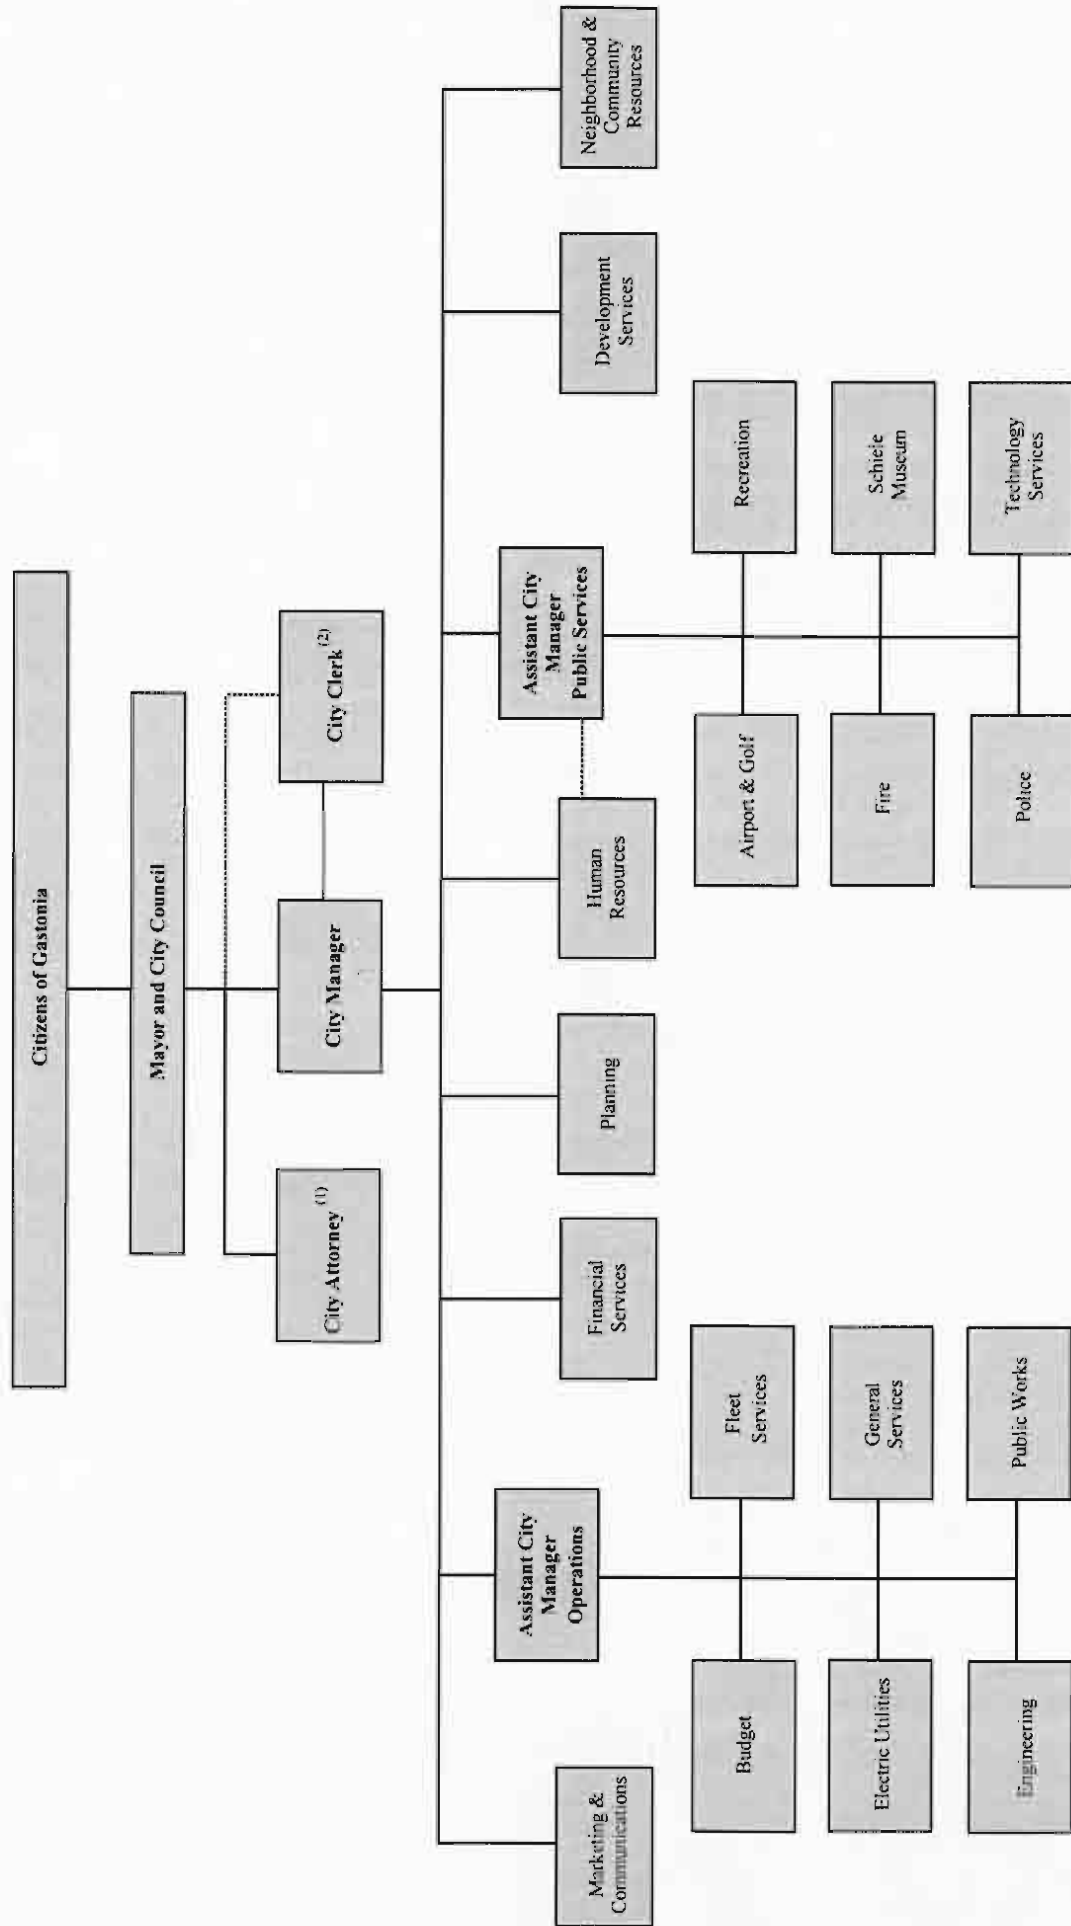 Citizens of Gastonia
Mayor and City Council
City Attorney (1)
City Manager
City Clerk (2)
Marketing &
Communications
Assistant City
Manager
Operations
Financial
Services
Planning
Human
Resources
Assistant City
Manager
Public Services
Development
Services
Neighborhood &
Community
Resources
Budget
Fleet
Services
Electric Utilities
General
Services
Engineering
Public Works
Airport & Golf
Recreation
Fire
Schiele
Museum
Police
Technology
Services